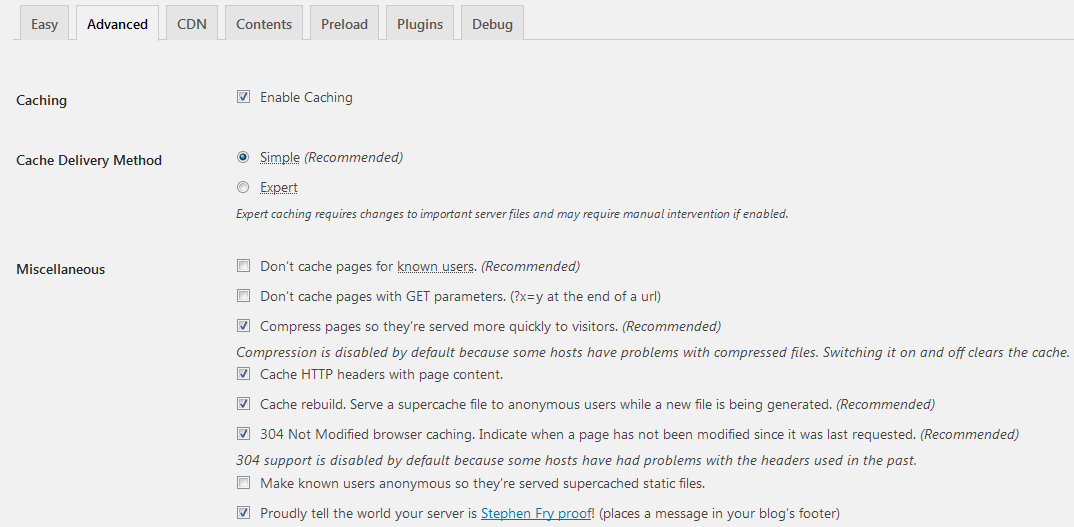 Easy Advanced CDN Contents Preload Plugins Debug
Caching Enable Caching
Cache Delivery Method Simple (Recommended)
Expert
Expert caching requires changes to important server files and may require manual intervention if enabled.
Miscellaneous Don't cache pages for known users. (Recommended)
Don't cache pages with GET parameters. (?x=y at the end of a url)
Compress pages so they're served more quickly to visitors. (Recommended)
Compression is disabled by default because some hosts have problems with compressed files. Switching it on and off clears the cache.
Cache HTTP headers with page content.
Cache rebuild. Serve a supercache file to anonymous users while a new file is being generated. (Recommended)
304 Not Modified browser caching. Indicate when a page has not been modified since it was last requested. (Recommended)
304 support is disabled by default because some hosts have had problems with the headers used in the past.
Make known users anonymous so they're served supercached static files.
Proudly tell the world your server is Stephen Fry proof! (places a message in your blog's footer)